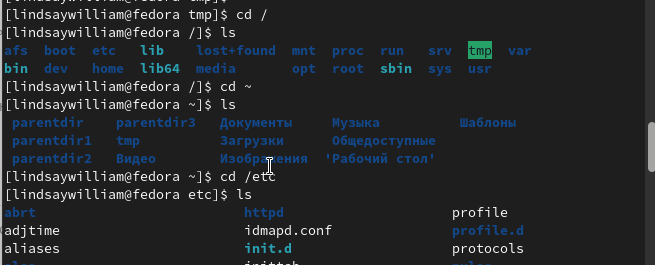 [lindsaywilliam@fedora tmp]$ cd /
[lindsaywilliam@fedora /]$ ls
afs boot etc lib lost+found mnt proc run srv tmp var
bin dev home lib64 media opt root sbin sys usr
[lindsaywilliam@fedora /]$ cd ~
[lindsaywilliam@fedora ~]$ ls
parentdir parentdir3 Документы Музыка Шаблоны
parentdir1 tmp Загрузки Общедоступные
parentdir2 Видео Изображения 'Рабочий стол'
[lindsaywilliam@fedora ~]$ cd /etc
[lindsaywilliam@fedora etc]$ ls
abrt httpd profile
adjtime idmapd.conf profile.d
aliases init.d protocols